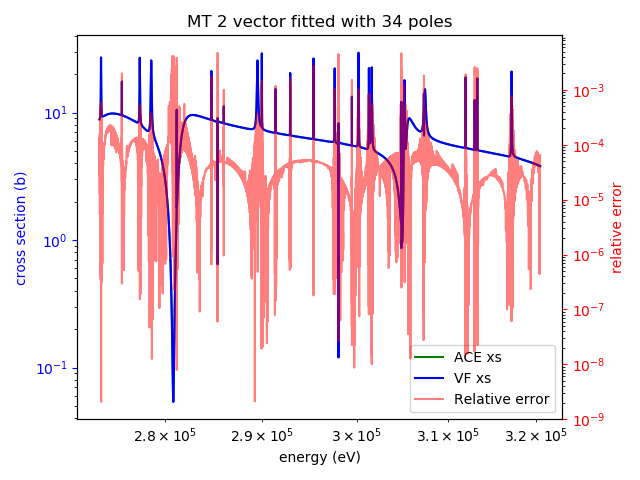 MT 2 vector fitted with 34 poles
cross section (b)
10¹
10⁰
10⁻¹
10⁻³
10⁻⁴
10⁻⁵
10⁻⁶
10⁻⁷
10⁻⁸
10⁻⁹
relative error
ACE xs
VF xs
Relative error
2.8 × 10⁵ 2.9 × 10⁵ 3 × 10⁵ 3.1 × 10⁵ 3.2 × 10⁵
energy (eV)